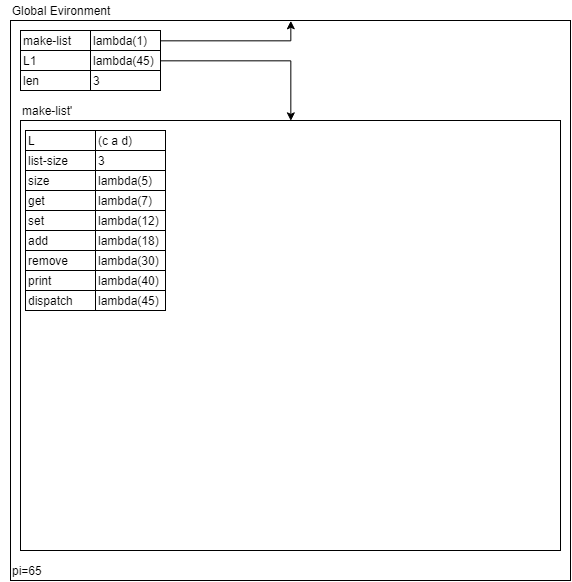 Global Evironment
make-list lambda(1)
L1 lambda(45)
len 3
make-list'
L (c a d)
list-size 3
size lambda(5)
get lambda(7)
set lambda(12)
add lambda(18)
remove lambda(30)
print lambda(40)
dispatch lambda(45)
pi=65